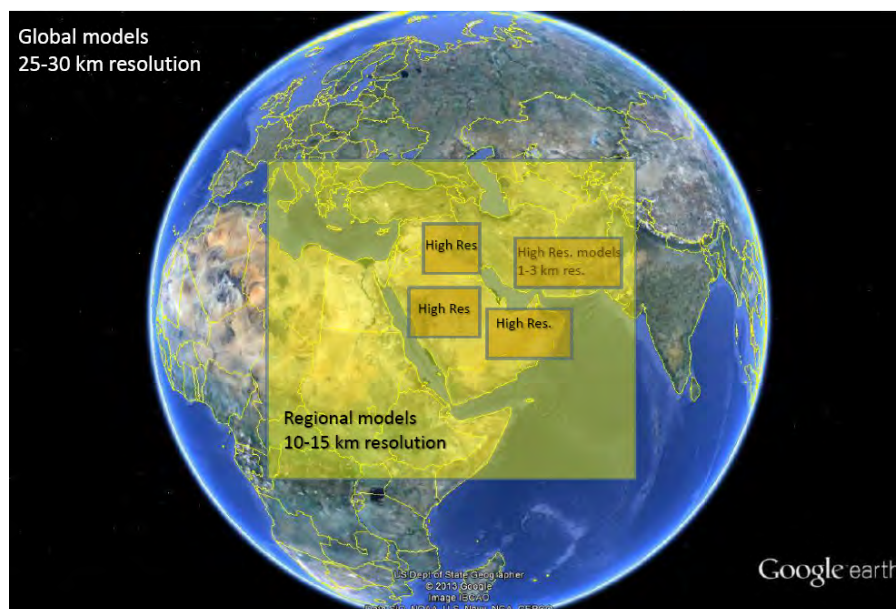 Global models
25-30 km resolution
High Res
High Res. models
1-3 km res.
High Res
High Res.
Regional models
10-15 km resolution
US Dept of State Geographer
© 2013 Google
Image IBCAO
Google earth